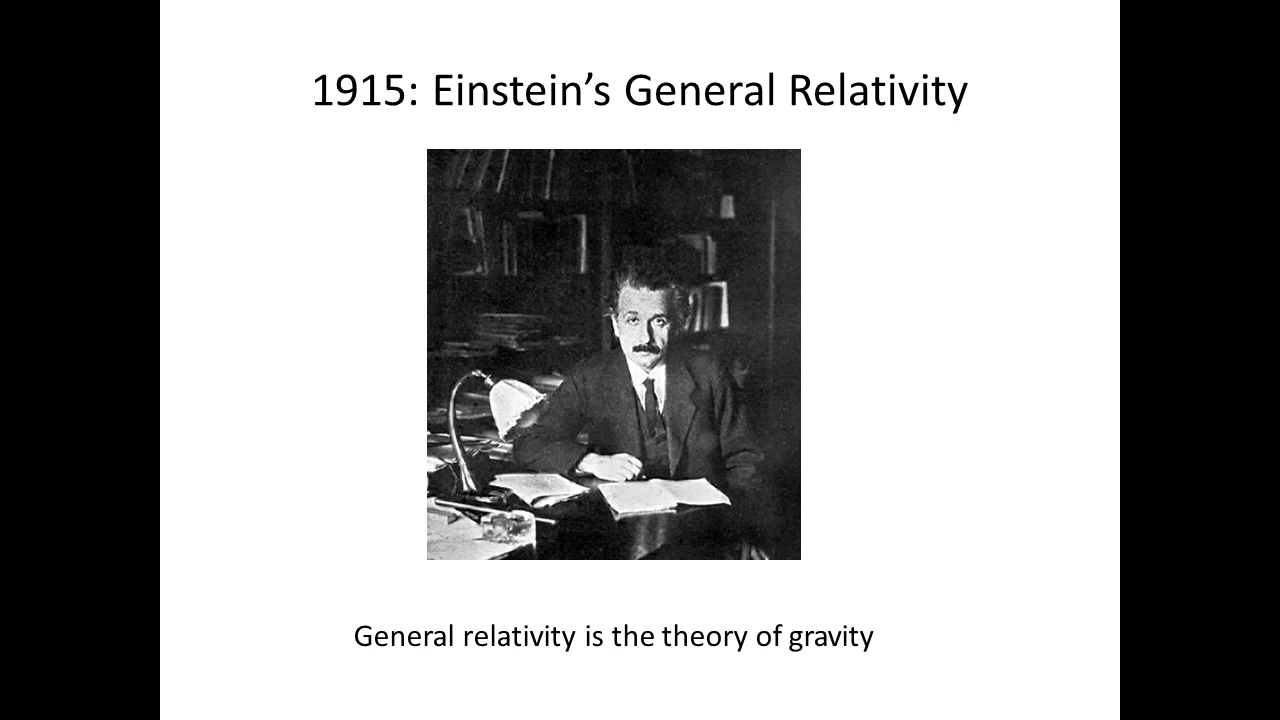 1915: Einstein’s General Relativity
General relativity is the theory of gravity